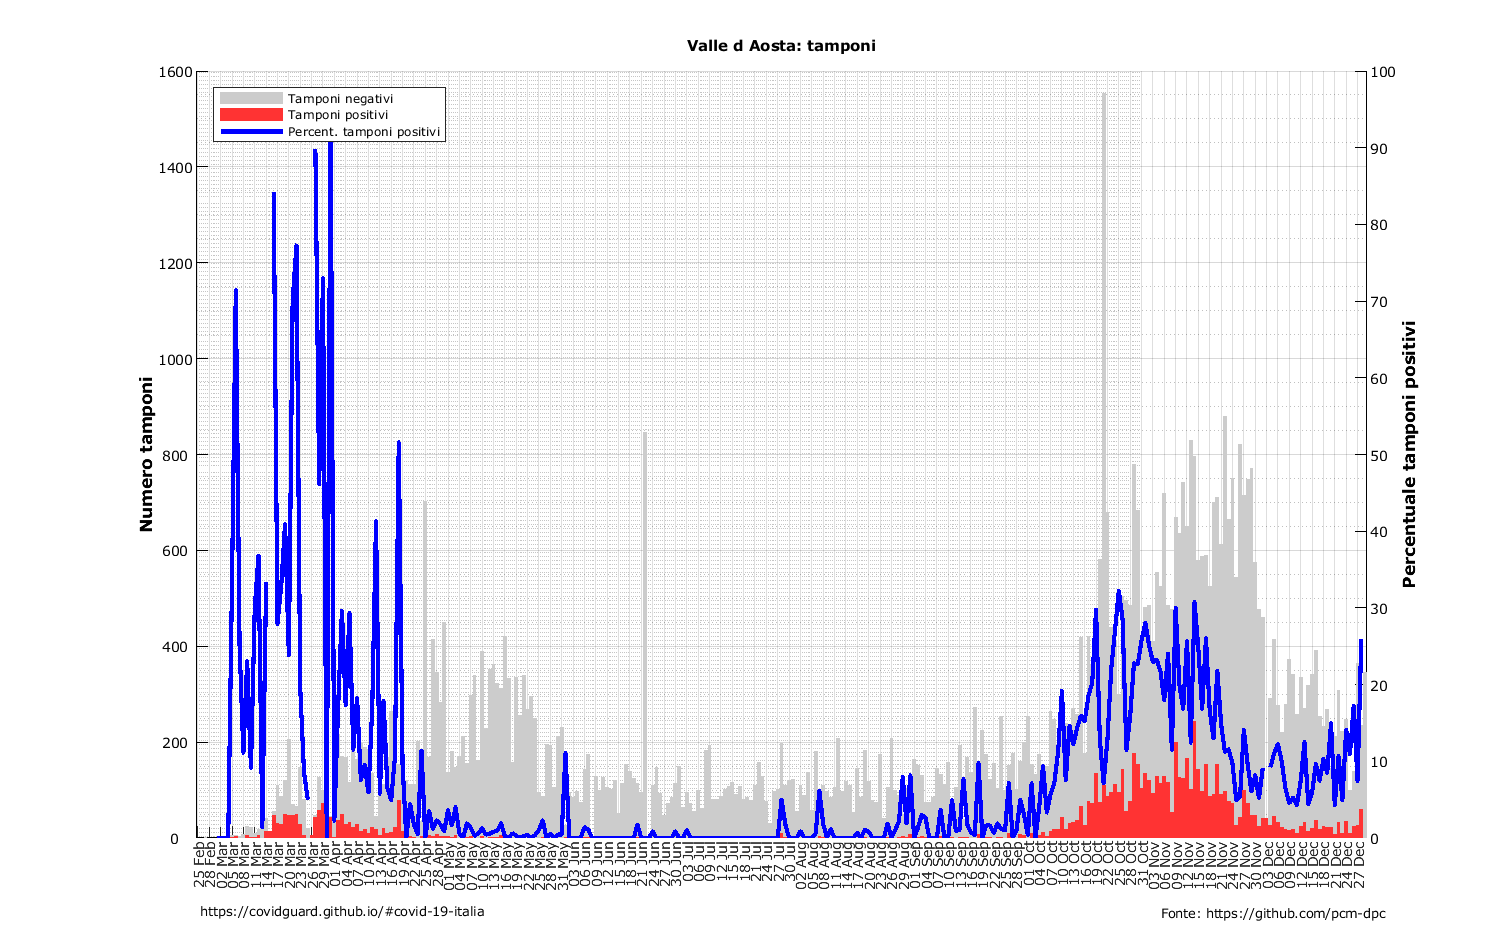 Valle d Aosta: tamponi
Tamponi negativi
Tamponi positivi
Percent. tamponi positivi
1600
1400
1200
1000
800
600
400
200
0
Numero tamponi
100
90
80
70
60
50
40
30
20
10
0
Percentuale tamponi positivi
25 Feb
28 Feb
02 Mar
05 Mar
08 Mar
11 Mar
14 Mar
17 Mar
20 Mar
23 Mar
26 Mar
29 Mar
01 Apr
04 Apr
07 Apr
10 Apr
13 Apr
16 Apr
19 Apr
22 Apr
25 Apr
28 Apr
01 May
04 May
07 May
10 May
13 May
16 May
19 May
22 May
25 May
28 May
31 May
03 Jun
06 Jun
09 Jun
12 Jun
15 Jun
18 Jun
21 Jun
24 Jun
27 Jun
30 Jun
03 Jul
06 Jul
09 Jul
12 Jul
15 Jul
18 Jul
21 Jul
24 Jul
27 Jul
30 Jul
02 Aug
05 Aug
08 Aug
11 Aug
14 Aug
17 Aug
20 Aug
23 Aug
26 Aug
29 Aug
01 Sep
04 Sep
07 Sep
10 Sep
13 Sep
16 Sep
19 Sep
22 Sep
25 Sep
28 Sep
01 Oct
04 Oct
07 Oct
10 Oct
13 Oct
16 Oct
19 Oct
22 Oct
25 Oct
28 Oct
31 Oct
03 Nov
06 Nov
09 Nov
12 Nov
15 Nov
18 Nov
21 Nov
24 Nov
27 Nov
30 Nov
03 Dec
06 Dec
09 Dec
12 Dec
15 Dec
18 Dec
21 Dec
24 Dec
27 Dec
https://covidguard.github.io/#covid-19-italia
Fonte: https://github.com/pcm-dpc